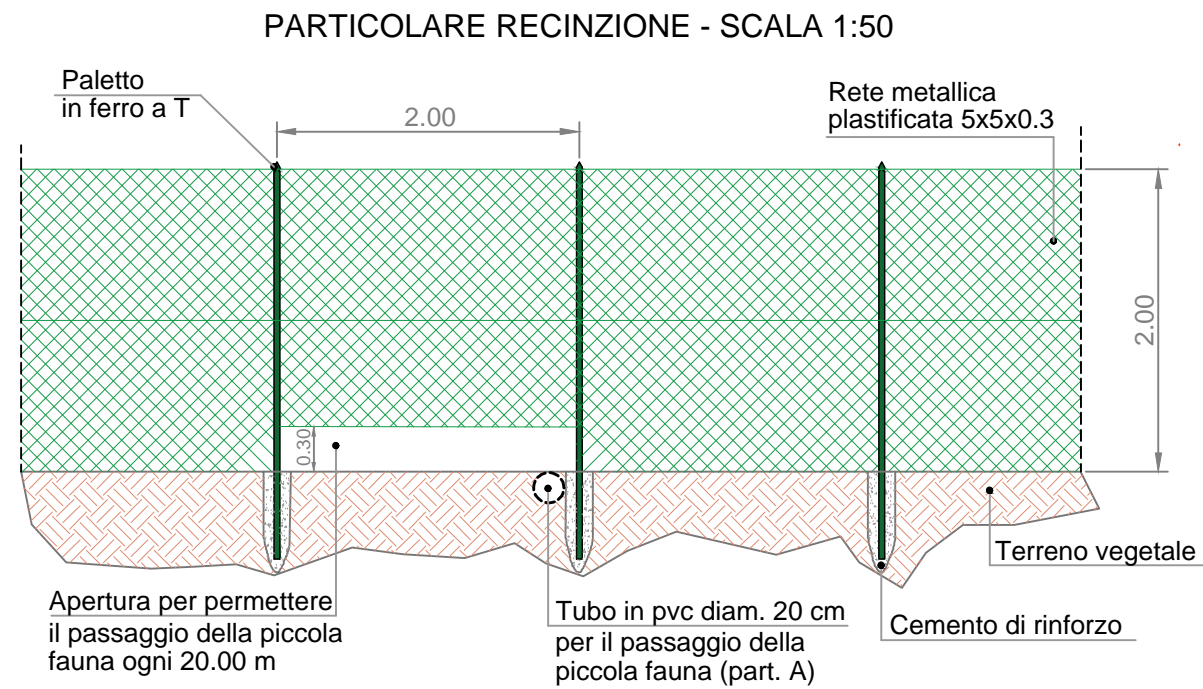 PARTICOLARE RECINZIONE - SCALA 1:50
Paletto
in ferro a T
2.00
Rete metallica
plastificata 5x5x0.3
2.00
0.30
Apertura per permettere
il passaggio della piccola
fauna ogni 20.00 m
Tubo in pvc diam. 20 cm
per il passaggio della
piccola fauna (part. A)
Terreno vegetale
Cemento di rinforzo